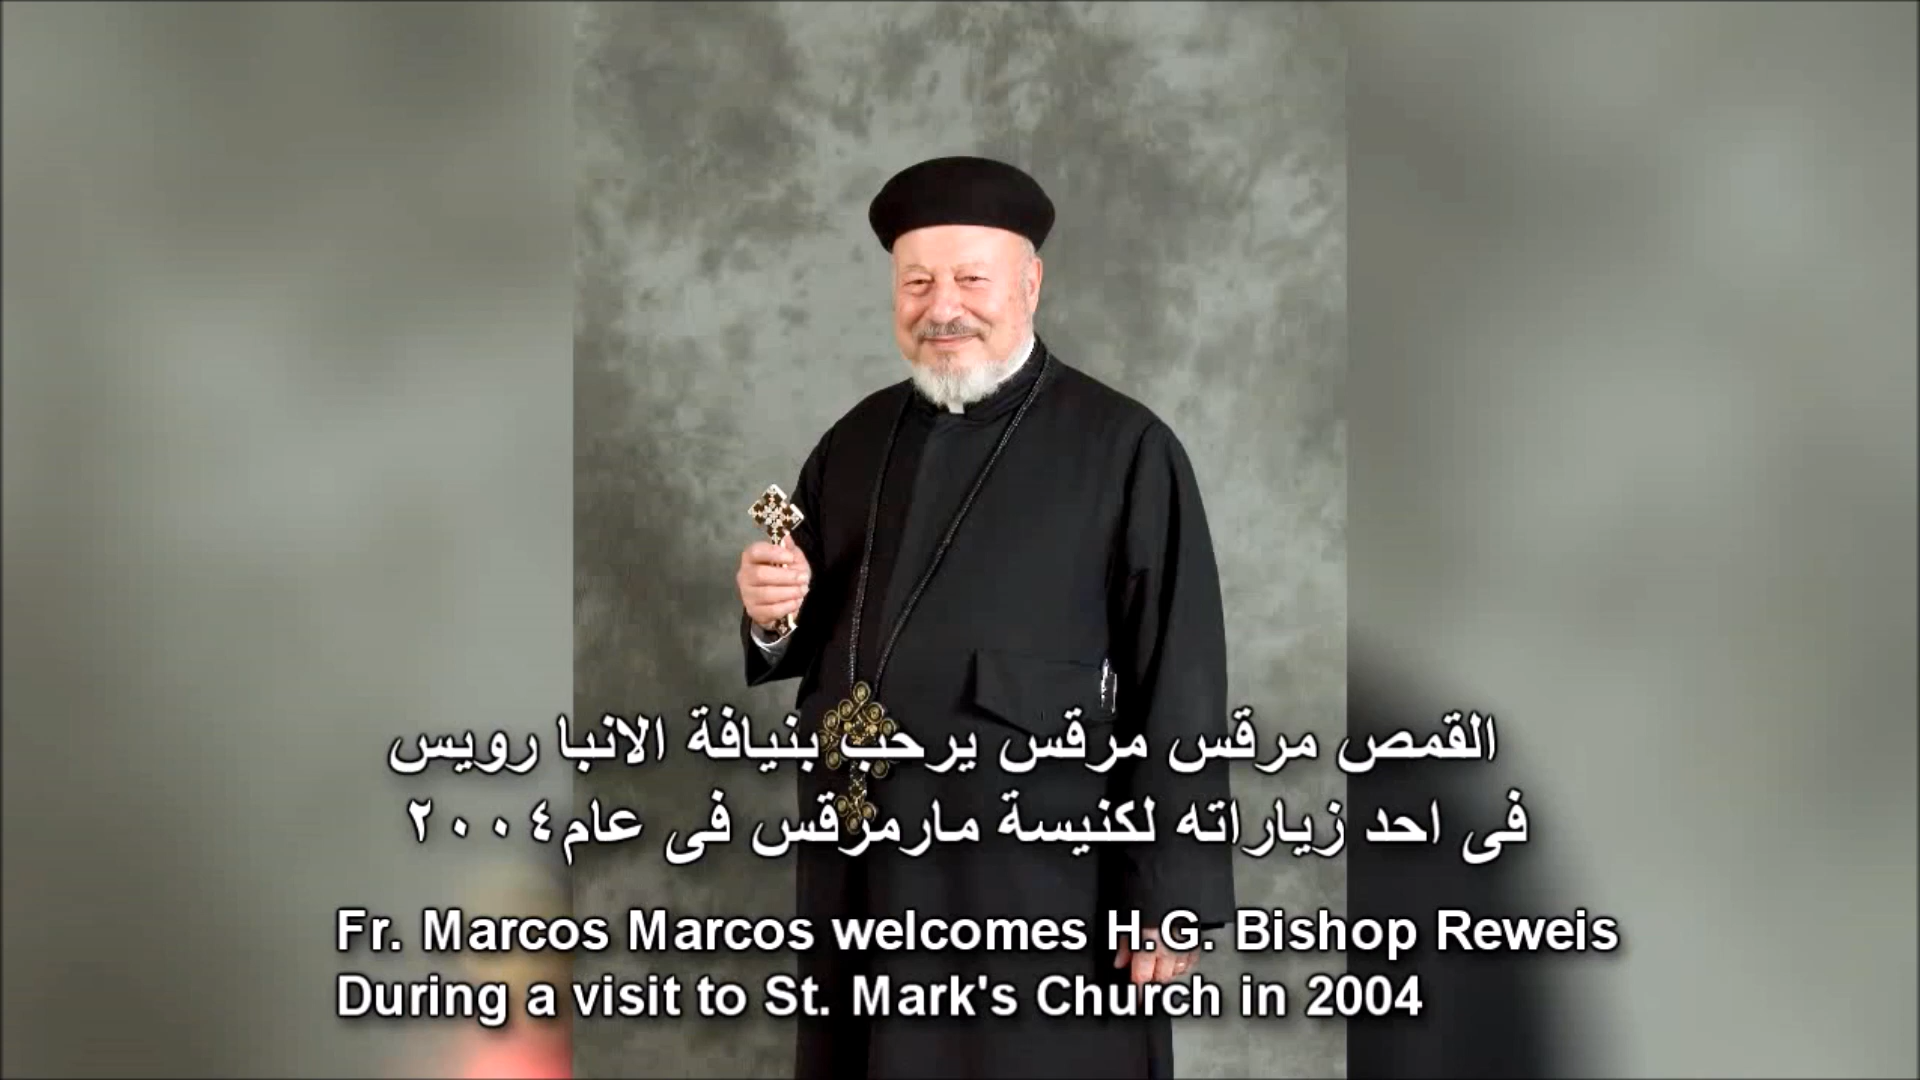 القمص مرقس مرقس يرحب بنيافة الانبا رويس
فى احد زياراته لكنيسة مارمرقس فى عام٢٠٠٤
Fr. Marcos Marcos welcomes H.G. Bishop Reweis
During a visit to St. Mark's Church in 2004